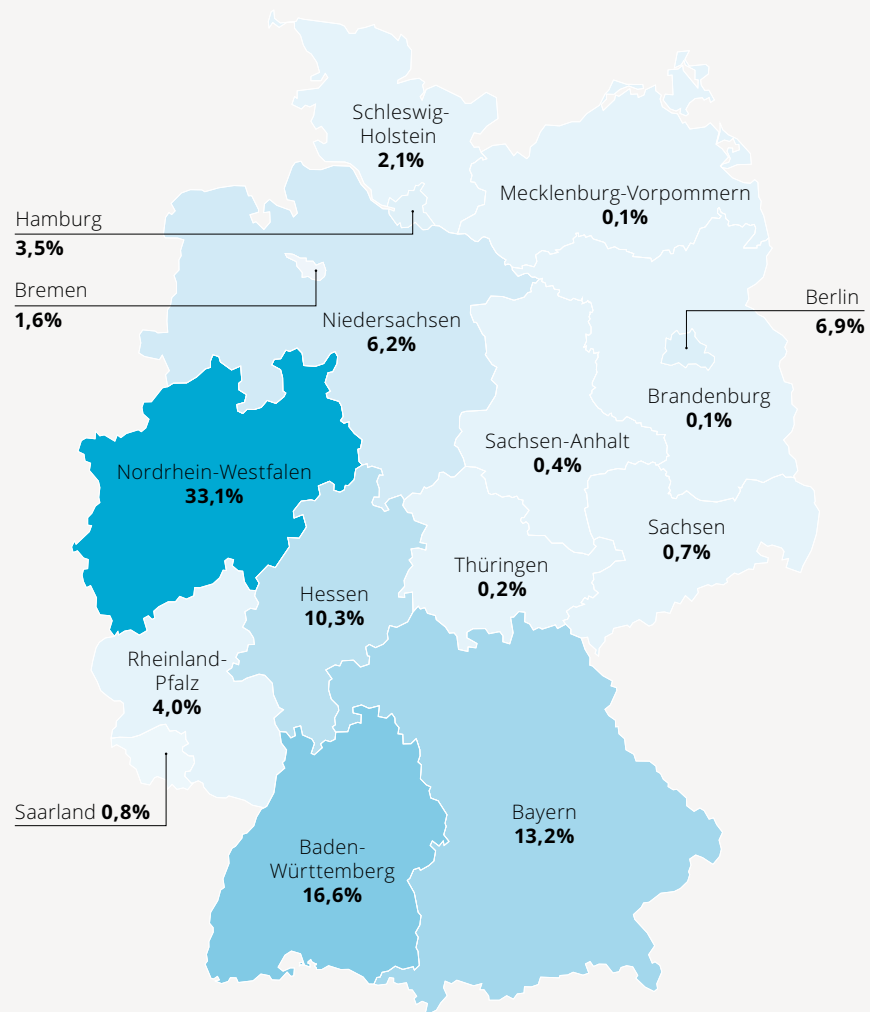 Schleswig-
Holstein
2,1%
Mecklenburg-Vorpommern
0,1%
Hamburg
3,5%
Bremen
1,6%
Berlin
6,9%
Niedersachsen
6,2%
Brandenburg
0,1%
Sachsen-Anhalt
0,4%
Nordrhein-Westfalen
33,1%
Sachsen
0,7%
Thüringen
0,2%
Hessen
10,3%
Rheinland-
Pfalz
4,0%
Saarland 0,8%
Bayern
13,2%
Baden-
Württemberg
16,6%